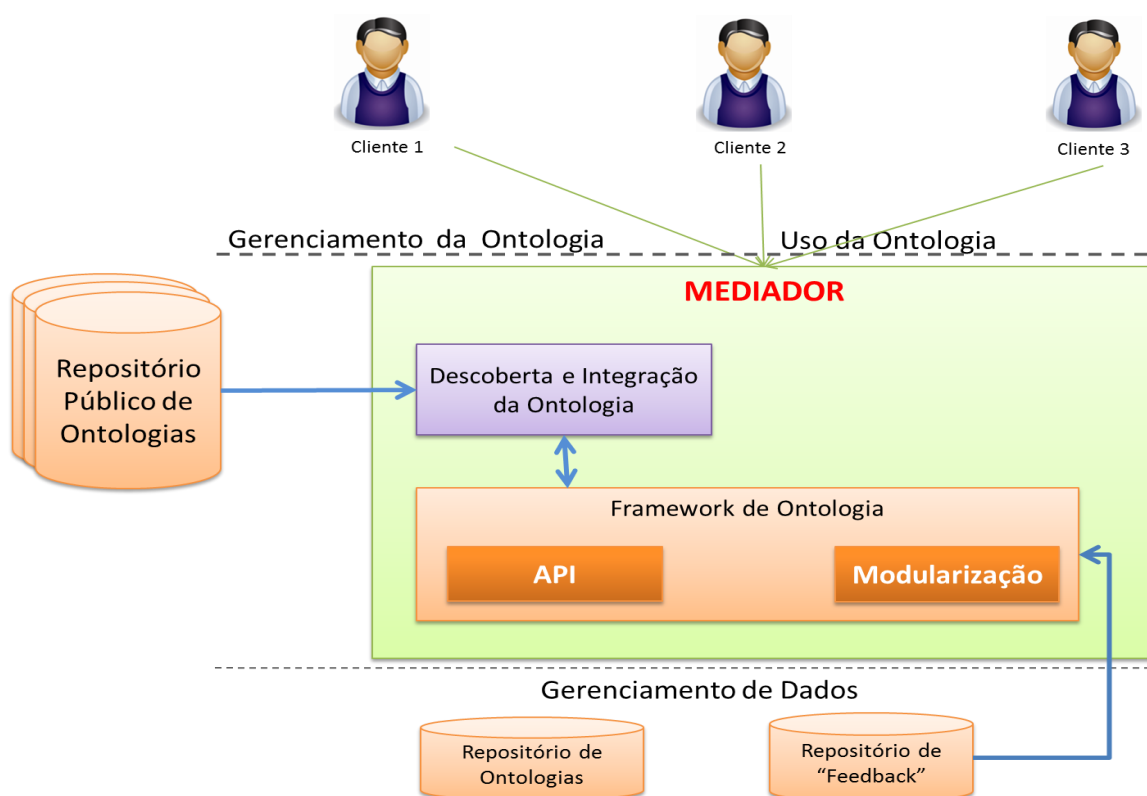 Cliente 1
Cliente 2
Cliente 3
Gerenciamento da Ontologia
Uso da Ontologia
MEDIADOR
Repositório
Público de
Ontologias
Descoberta e Integração
da Ontologia
Framework de Ontologia
API
Modularização
Gerenciamento de Dados
Repositório de
Ontologias
Repositório de
“Feedback”